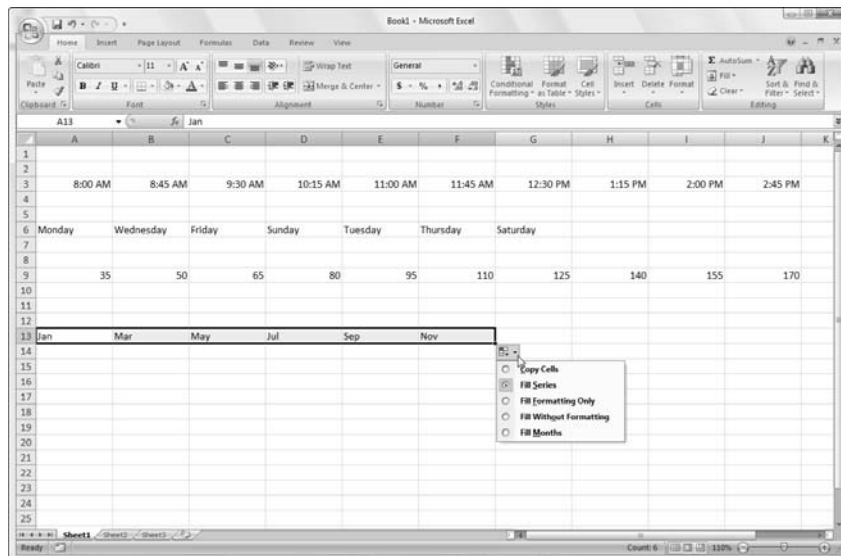 Book1 - Microsoft Excel
Home Insert Page Layout Formulas Data Review View
Calibri 11 A A Wrap Text General Σ AutoSum
Paste B I U A Merge & Center $ % , Conditional Formatting Format as Table Cell Styles Insert Delete Format Fill Clear Sort & Filter Find & Select
Clipboard Font Alignment Number Styles Cells Editing
A13 fx Jan
A B C D E F G H I J K
1
2
3 8:00 AM 8:45 AM 9:30 AM 10:15 AM 11:00 AM 11:45 AM 12:30 PM 1:15 PM 2:00 PM 2:45 PM
4
5
6 Monday Wednesday Friday Sunday Tuesday Thursday Saturday
7
8
9 35 50 65 80 95 110 125 140 155 170
10
11
12
13 Jan Mar May Jul Sep Nov
14
15 Copy Cells
16 Fill Series
17 Fill Formatting Only
18 Fill Without Formatting
19 Fill Months
20
21
22
23
24
25
Sheet1 Sheet2 Sheet3
Ready Count: 6 110%